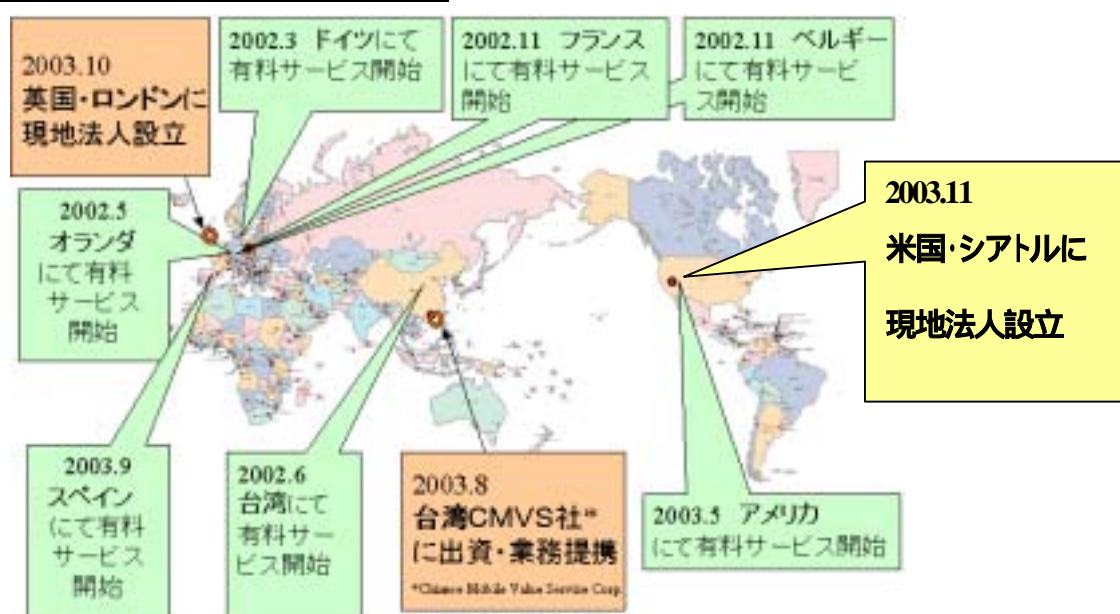 2003.10
英国・ロンドンに
現地法人設立
2002.3 ドイツにて
有料サービス開始
2002.11 フランス
にて有料サービス
開始
2002.11 ベルギー
にて有料サービ
ス開始
2002.5
オランダ
にて有料
サービス
開始
2003.11
米国・シアトルに
現地法人設立
2003.9
スペイン
にて有料
サービス
開始
2002.6
台湾にて
有料サー
ビス開始
2003.8
台湾CMVS社*
に出資・業務提携
*Chinese Mobile Value Service Corp.
2003.5 アメリカ
にて有料サービス開始